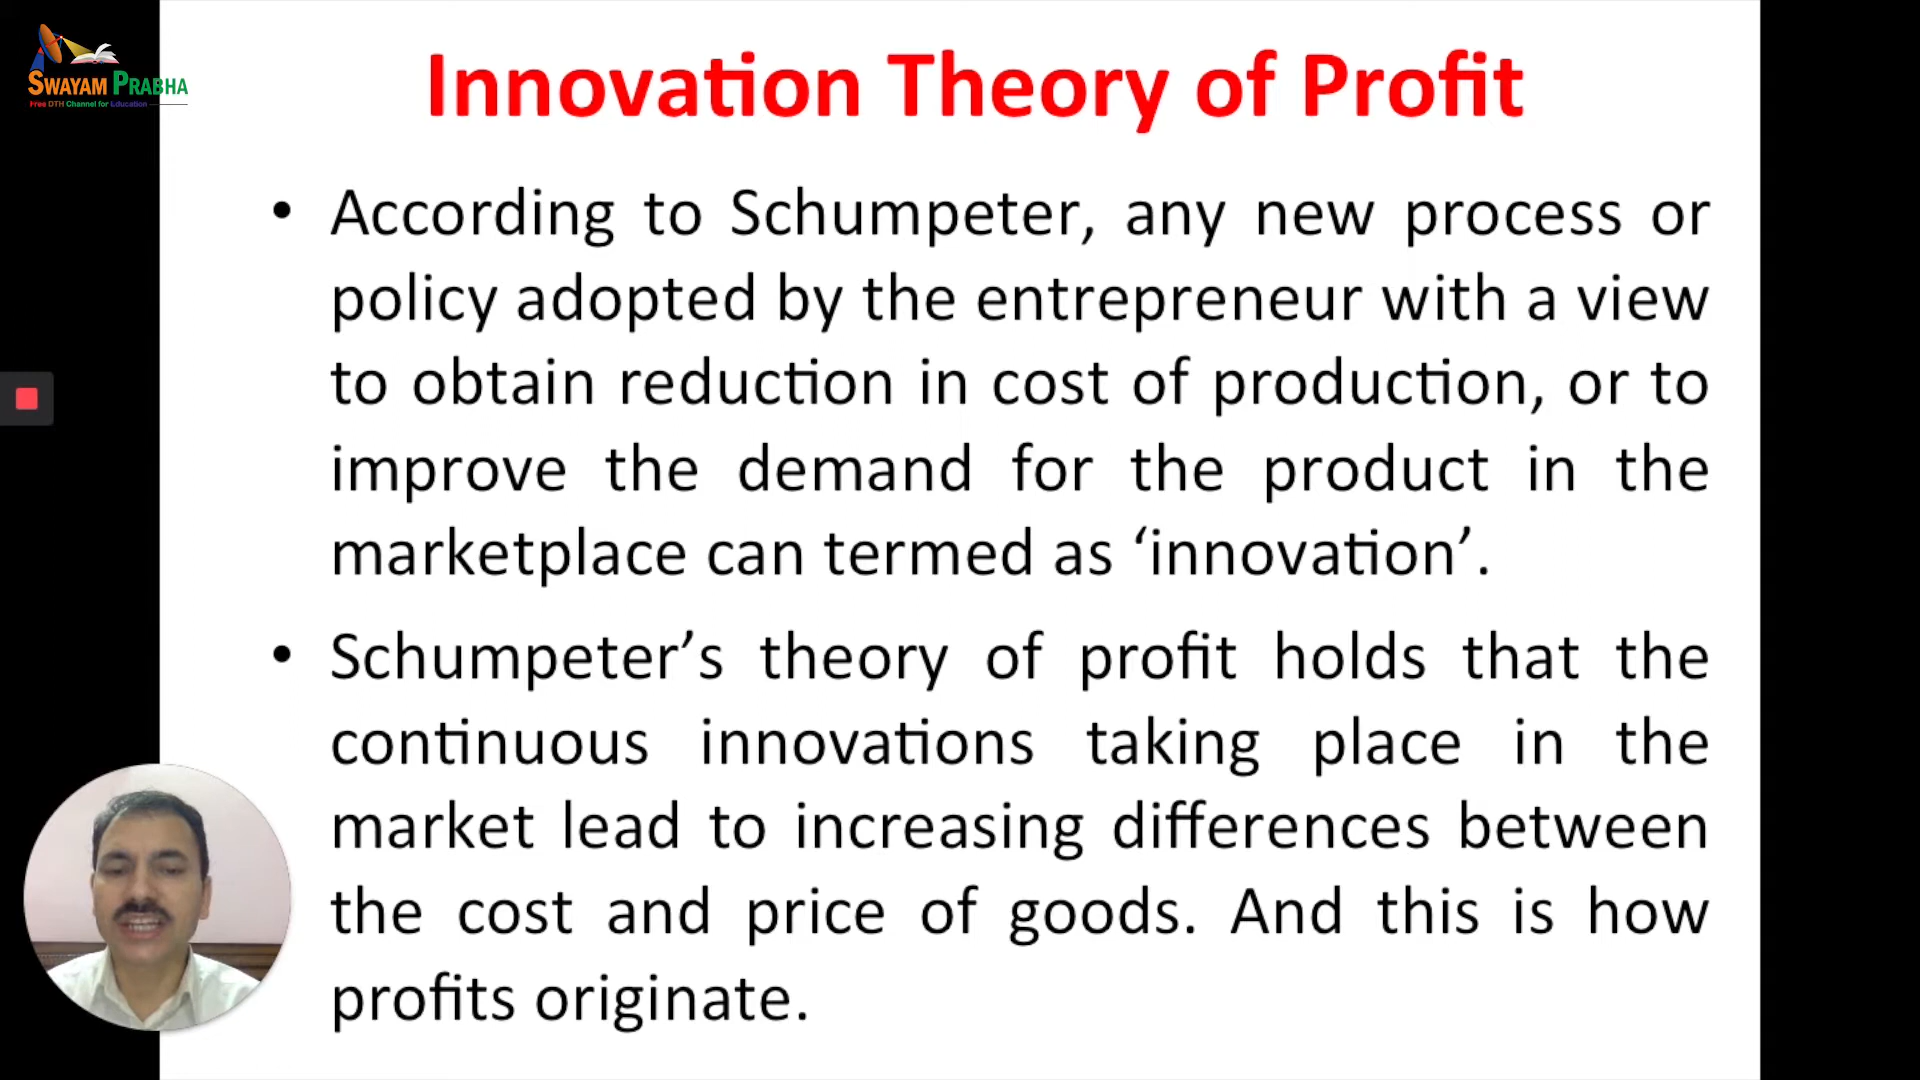 SWAYAM PRABHA
Free DTH Channel for Education
Innovation Theory of Profit
• According to Schumpeter, any new process or
policy adopted by the entrepreneur with a view
to obtain reduction in cost of production, or to
improve the demand for the product in the
marketplace can termed as ‘innovation’.
• Schumpeter’s theory of profit holds that the
continuous innovations taking place in the
market lead to increasing differences between
the cost and price of goods. And this is how
profits originate.